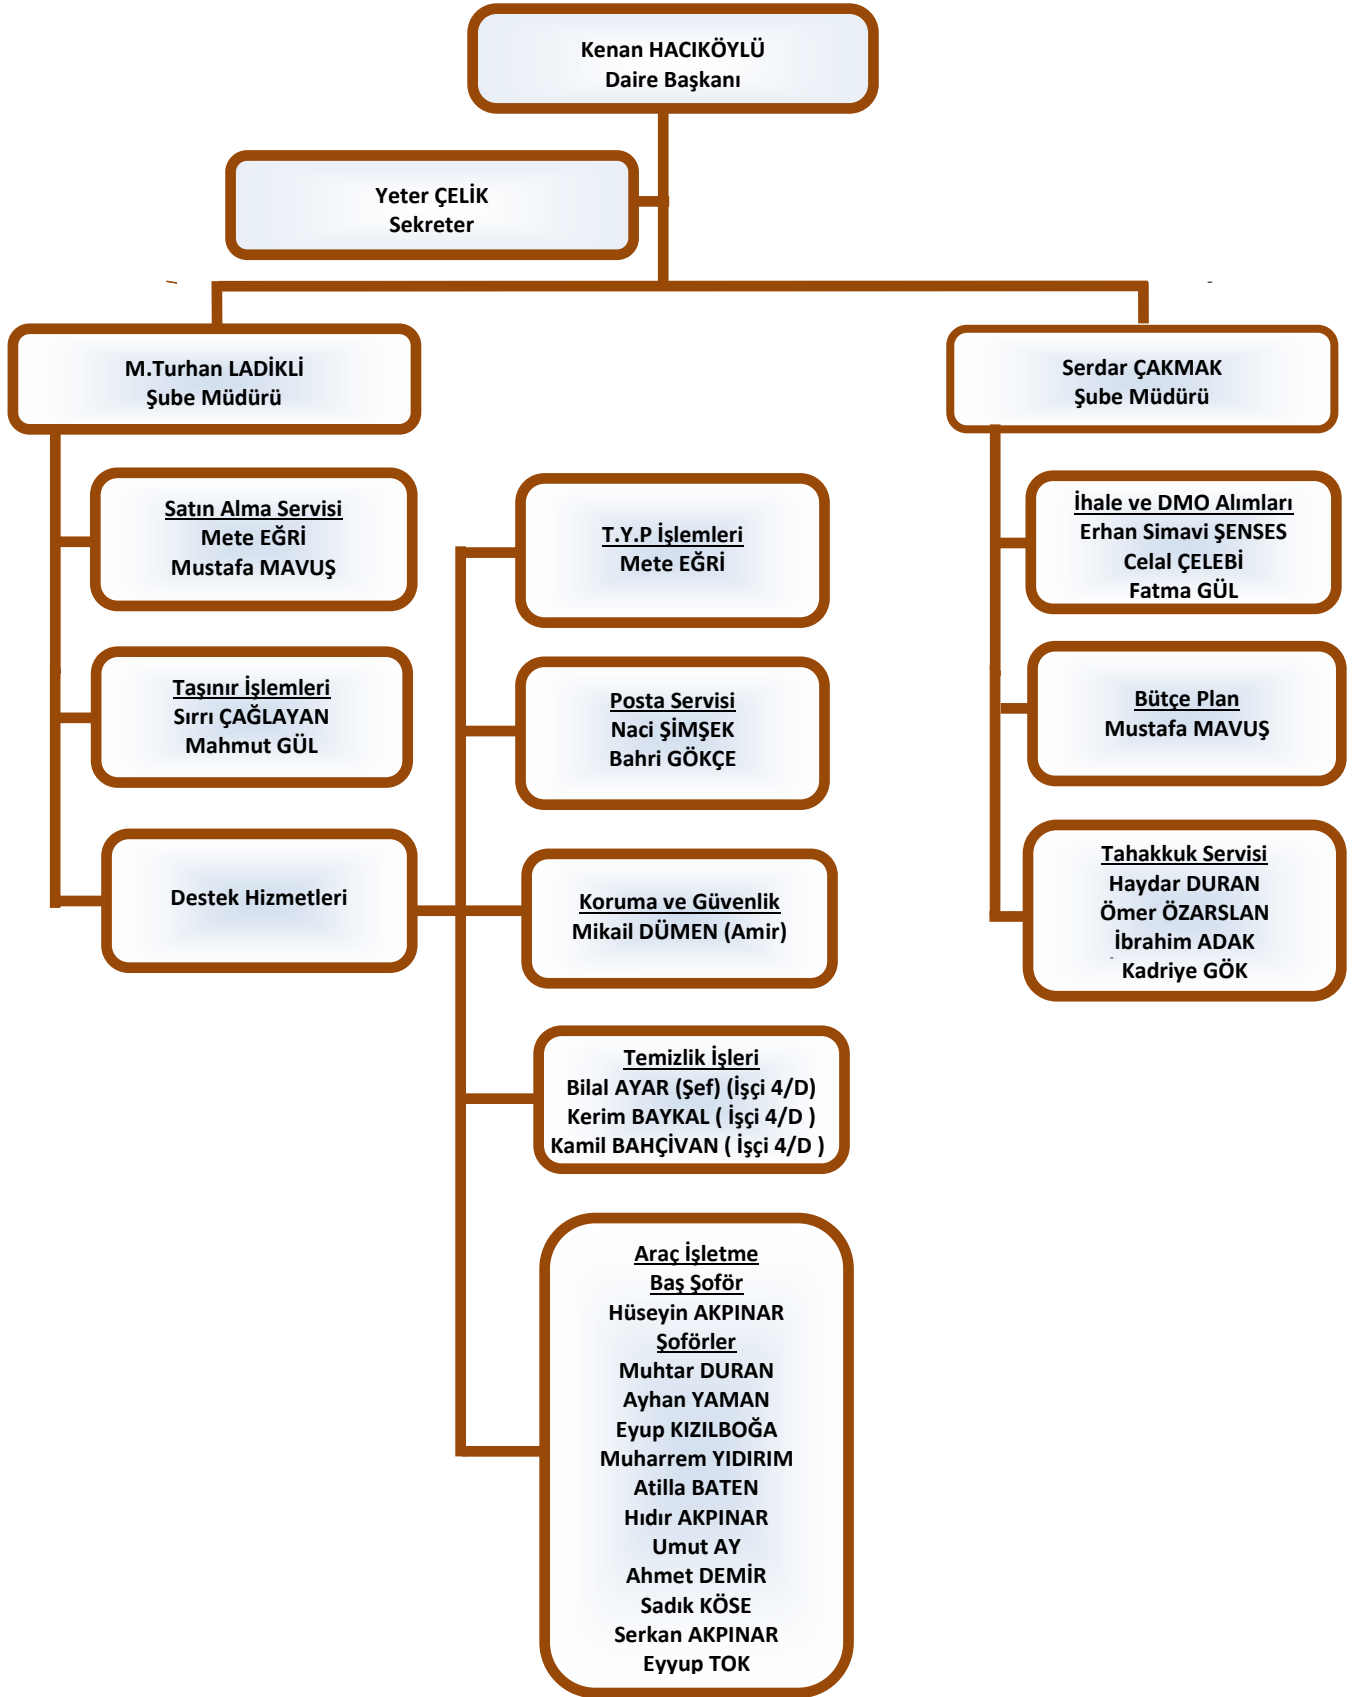 Kenan HACIKÖYLÜ
Daire Başkanı
Yeter ÇELİK
Sekreter
M.Turhan LADİKLİ
Şube Müdürü
Serdar ÇAKMAK
Şube Müdürü
Satın Alma Servisi
Mete EĞRİ
Mustafa MAVUŞ
Taşınır İşlemleri
Sırrı ÇAĞLAYAN
Mahmut GÜL
Destek Hizmetleri
T.Y.P İşlemleri
Mete EĞRİ
Posta Servisi
Naci ŞİMŞEK
Bahri GÖKÇE
Koruma ve Güvenlik
Mikail DÜMEN (Amir)
Temizlik İşleri
Bilal AYAR (Şef) (İşçi 4/D)
Kerim BAYKAL ( İşçi 4/D )
Kamil BAHÇİVAN ( İşçi 4/D )
Araç İşletme
Baş Şoför
Hüseyin AKPINAR
Şoförler
Muhtar DURAN
Ayhan YAMAN
Eyup KIZILBOĞA
Muharrem YIDIRIM
Atilla BATEN
Hıdır AKPINAR
Umut AY
Ahmet DEMİR
Sadık KÖSE
Serkan AKPINAR
Eyyup TOK
İhale ve DMO Alımları
Erhan Simavi ŞENSES
Celal ÇELEBİ
Fatma GÜL
Bütçe Plan
Mustafa MAVUŞ
Tahakkuk Servisi
Haydar DURAN
Ömer ÖZARSLAN
İbrahim ADAK
Kadriye GÖK